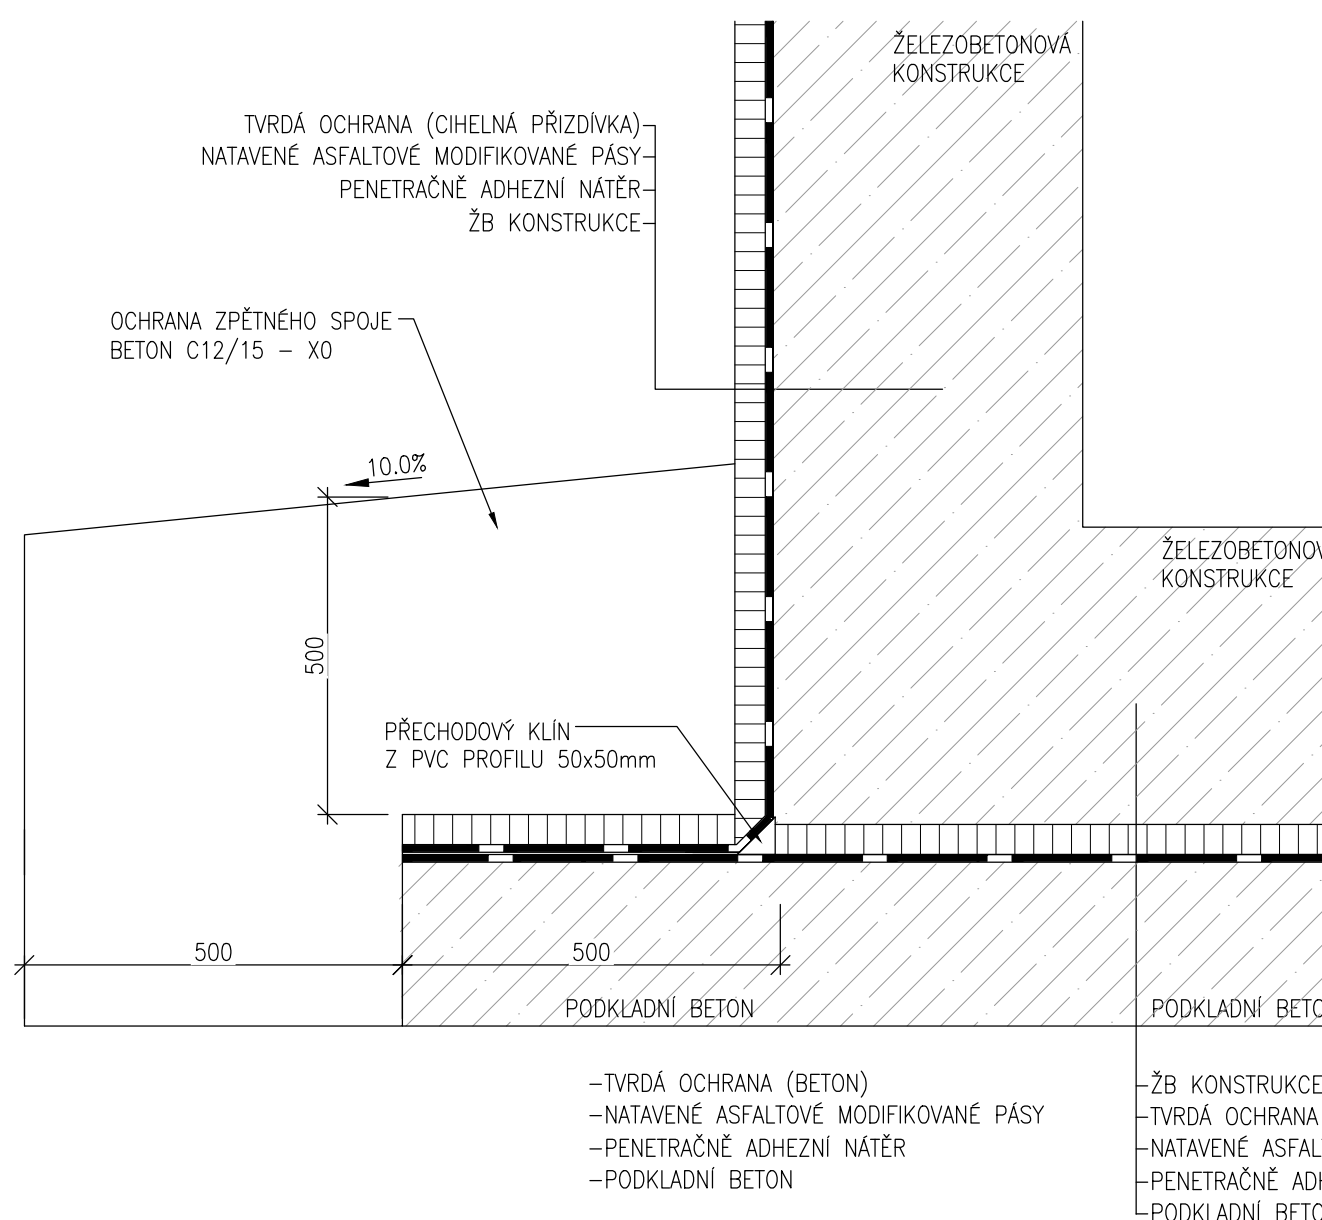 ŽELEZOBETONOVÁ
KONSTRUKCE
TVRDÁ OCHRANA (CIHELNÁ PŘIZDÍVKA)
NATAVENÉ ASFALTOVÉ MODIFIKOVANÉ PÁSY
PENETRAČNĚ ADHEZNÍ NÁTĚR
ŽB KONSTRUKCE
OCHRANA ZPĚTNÉHO SPOJE
BETON C12/15 – X0
10.0%
ŽELEZOBETONOV
KONSTRUKCE
500
PŘECHODOVÝ KLÍN
Z PVC PROFILU 50x50mm
500
500
PODKLADNÍ BETON
PODKLADNÍ BETO
–TVRDÁ OCHRANA (BETON)
–NATAVENÉ ASFALTOVÉ MODIFIKOVANÉ PÁSY
–PENETRAČNĚ ADHEZNÍ NÁTĚR
–PODKLADNÍ BETON
ŽB KONSTRUKCE
TVRDÁ OCHRANA
NATAVENÉ ASFAL
PENETRAČNĚ ADH
PODKLADNÍ BETO